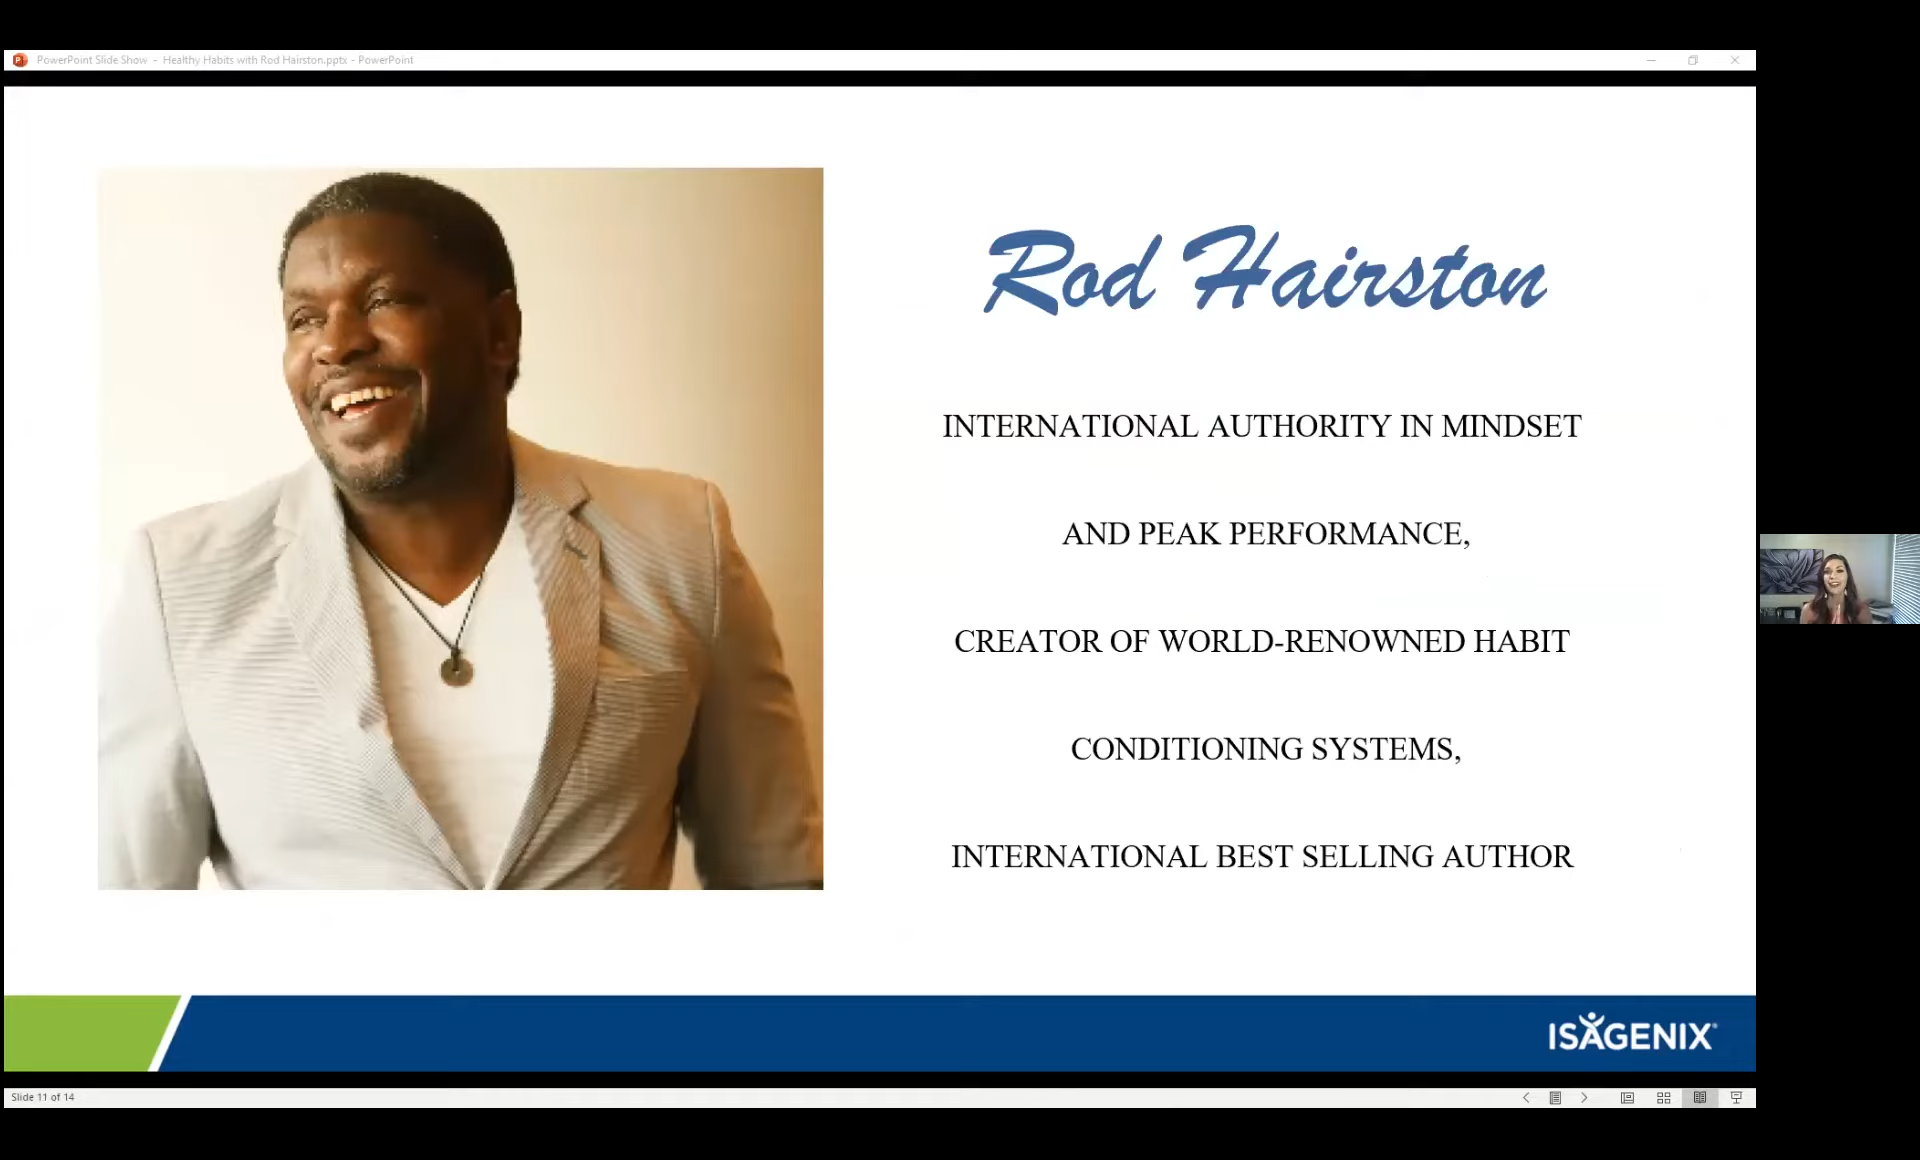 PowerPoint Slide Show - Healthy Habits with Rod Hairston.pptx - PowerPoint
Rod Hairston
INTERNATIONAL AUTHORITY IN MINDSET
AND PEAK PERFORMANCE,
CREATOR OF WORLD-RENOWNED HABIT
CONDITIONING SYSTEMS,
INTERNATIONAL BEST SELLING AUTHOR
ISAGENIX
Slide 11 of 14